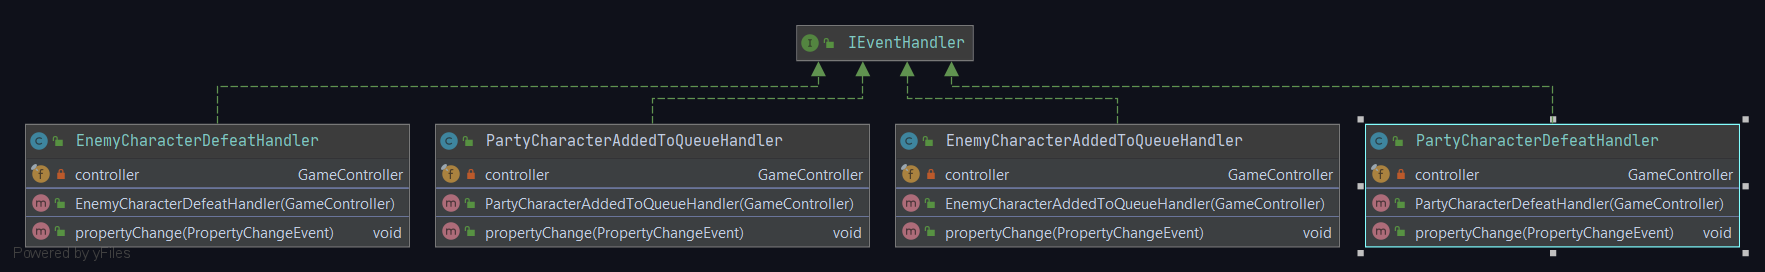 I IEventHandler
C EnemyCharacterDefeatHandler
f controller GameController
m EnemyCharacterDefeatHandler(GameController)
m propertyChange(PropertyChangeEvent) void
C PartyCharacterAddedToQueueHandler
f controller GameController
m PartyCharacterAddedToQueueHandler(GameController)
m propertyChange(PropertyChangeEvent) void
C EnemyCharacterAddedToQueueHandler
f controller GameController
m EnemyCharacterAddedToQueueHandler(GameController)
m propertyChange(PropertyChangeEvent) void
C PartyCharacterDefeatHandler
f controller GameController
m PartyCharacterDefeatHandler(GameController)
m propertyChange(PropertyChangeEvent) void
Powered by yFiles